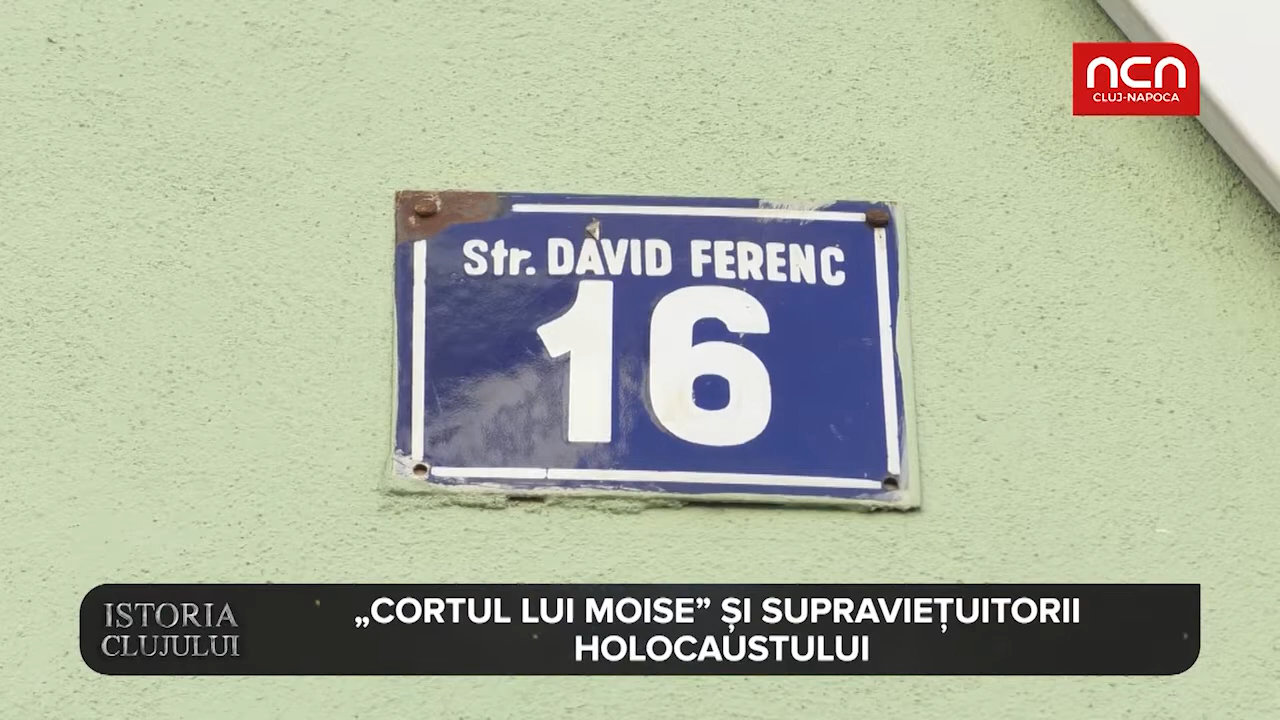 ncn
CLUJ-NAPOCA
Str. DAVID FERENC
16
ISTORIA
CLUJULUI
„CORTUL LUI MOISE” ȘI SUPRAVIEȚUITORII
HOLOCAUSTULUI